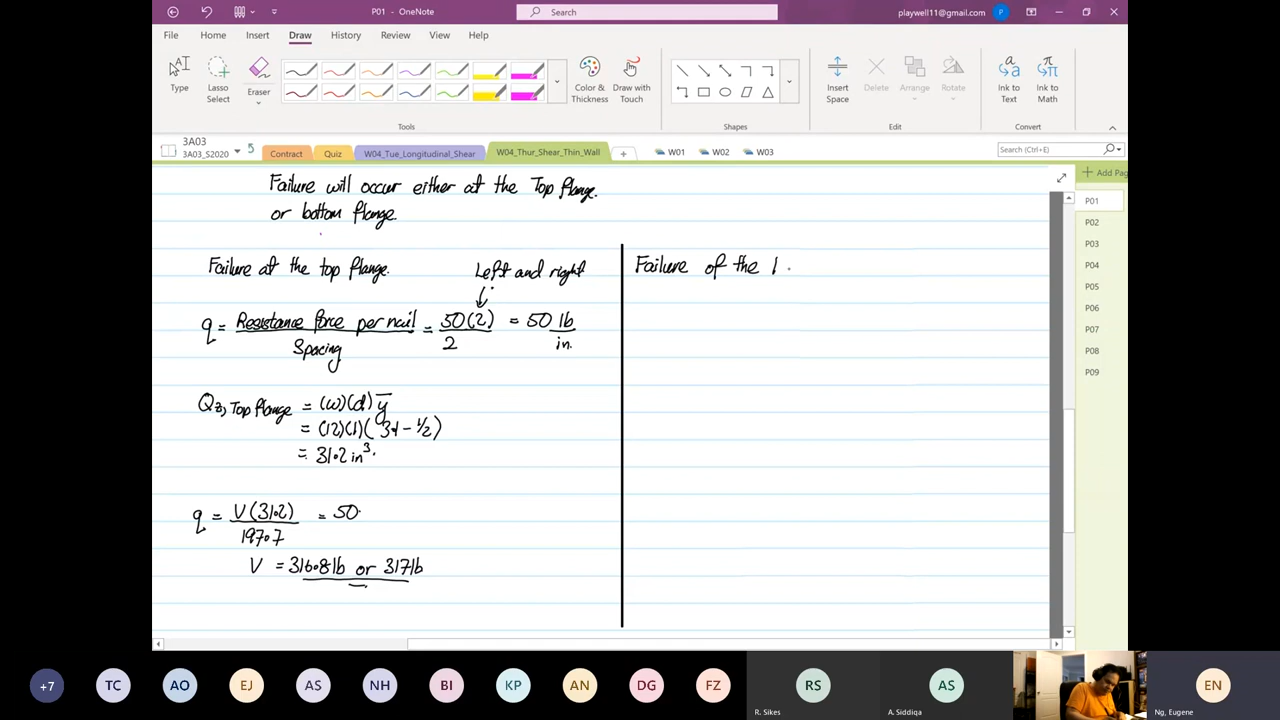 P01 - OneNote
Search
playwell11@gmail.com
P
File Home Insert Draw History Review View Help
Type
Lasso Select
Eraser
Color & Thickness
Draw with Touch
Insert Space
Delete
Arrange
Rotate
Ink to Text
Ink to Math
Tools
Shapes
Edit
Convert
3A03
3A03_S2020
5
Contract
Quiz
W04_Tue_Longitudinal_Shear
W04_Thur_Shear_Thin_Wall
W01
W02
W03
Search (Ctrl+E)
Add Pag
P01
P02
P03
P04
P05
P06
P07
P08
P09
Failure will occur either at the Top flange.
or bottom flange.
Failure at the top flange.
Left and right
q = Resistance force per nail / Spacing = 50(2) / 2 = 50 lb / in.
Qz, Top flange = (w)(d) ȳ
= (12)(1)( 3.1 - 1/2)
= 31.2 in³.
q = V(31.2) / 197.7 = 50
V = 316.8 lb or 317 lb
Failure of the
+7
TC
AO
EJ
AS
NH
BI
KP
AN
DG
FZ
RS
R. Sikes
AS
A. Siddiqa
EN
Ng, Eugene